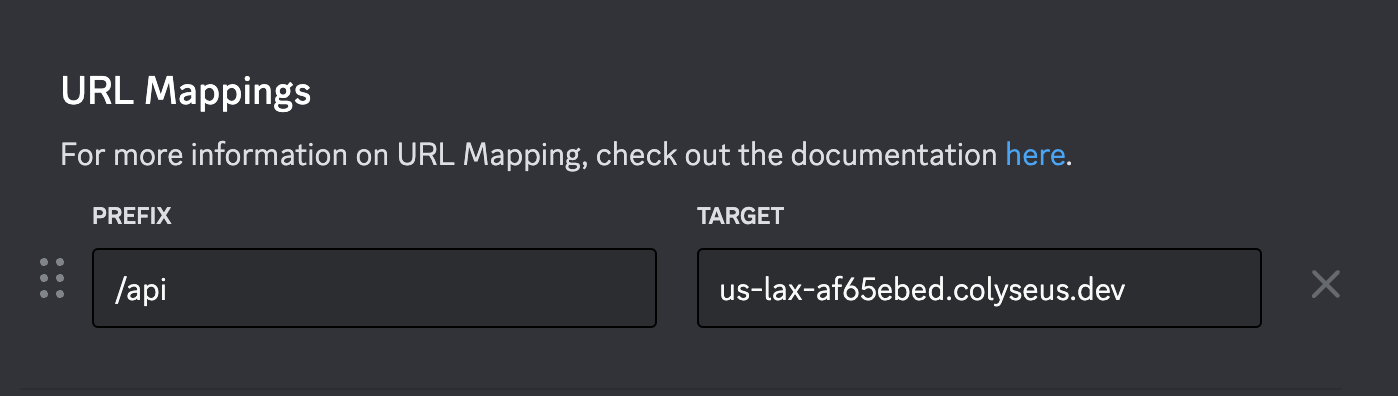 URL Mappings
For more information on URL Mapping, check out the documentation here.
PREFIX
TARGET
/api
us-lax-af65ebed.colyseus.dev